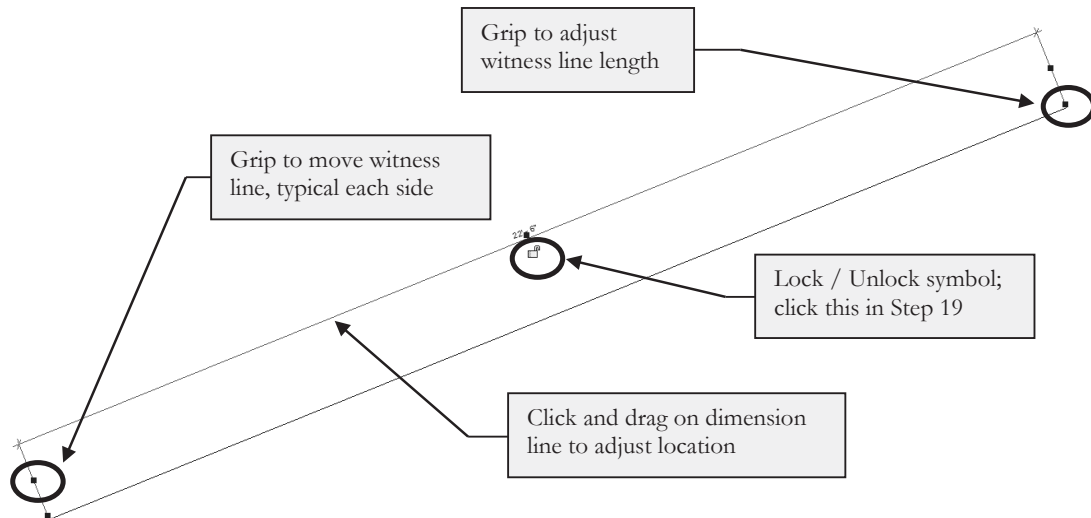 Grip to adjust
witness line length
Grip to move witness
line, typical each side
Lock / Unlock symbol;
click this in Step 19
Click and drag on dimension
line to adjust location